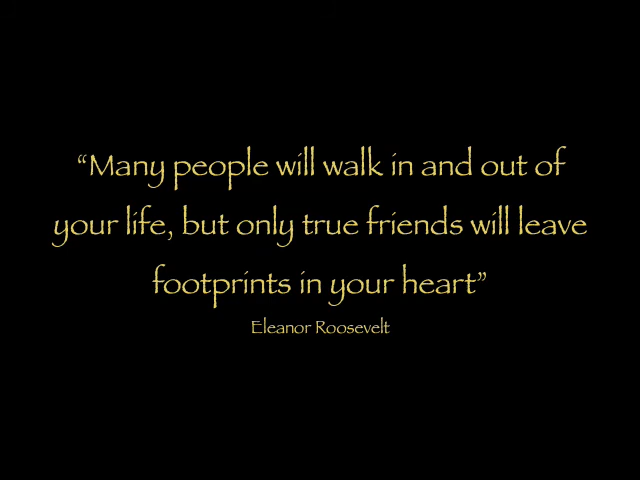 “Many people will walk in and out of
your life, but only true friends will leave
footprints in your heart”
Eleanor Roosevelt